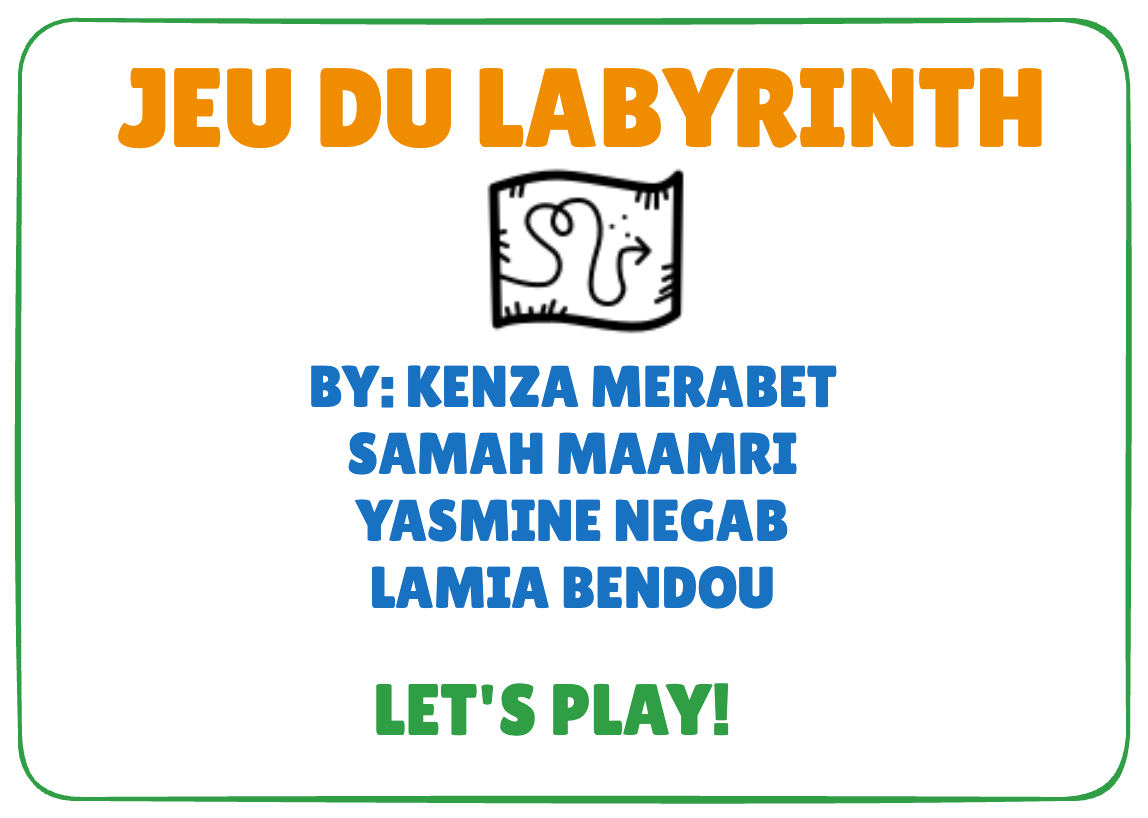 JEU DU LABYRINTH
BY: KENZA MERABET
SAMAH MAAMRI
YASMINE NEGAB
LAMIA BENDOU
LET'S PLAY!